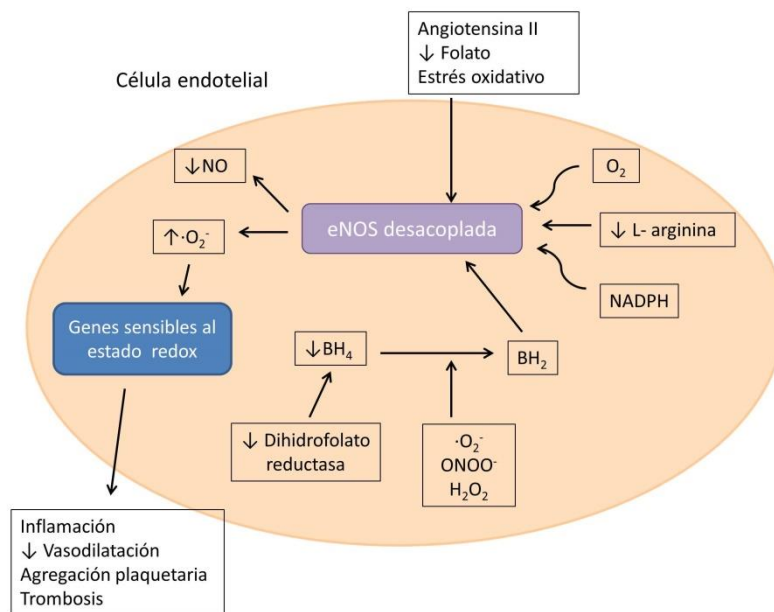 Angiotensina II
↓ Folato
Estrés oxidativo
Célula endotelial
↓NO
O₂
↑·O₂⁻
eNOS desacoplada
↓ L- arginina
NADPH
Genes sensibles al
estado redox
↓BH₄
BH₂
↓ Dihidrofolato
reductasa
·O₂⁻
ONOO⁻
H₂O₂
Inflamación
↓ Vasodilatación
Agregación plaquetaria
Trombosis